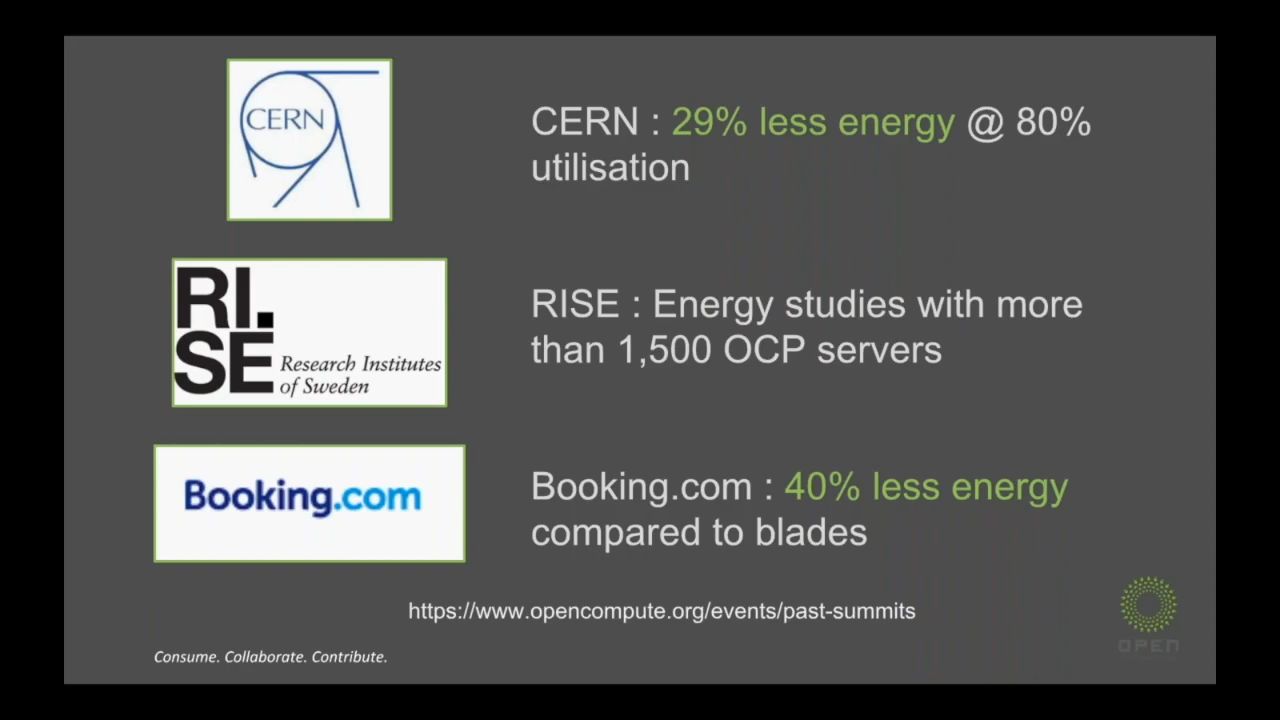 CERN
CERN : 29% less energy @ 80%
utilisation
RI.
SE
Research Institutes
of Sweden
RISE : Energy studies with more
than 1,500 OCP servers
Booking.com
Booking.com : 40% less energy
compared to blades
https://www.opencompute.org/events/past-summits
OPEN
Consume. Collaborate. Contribute.